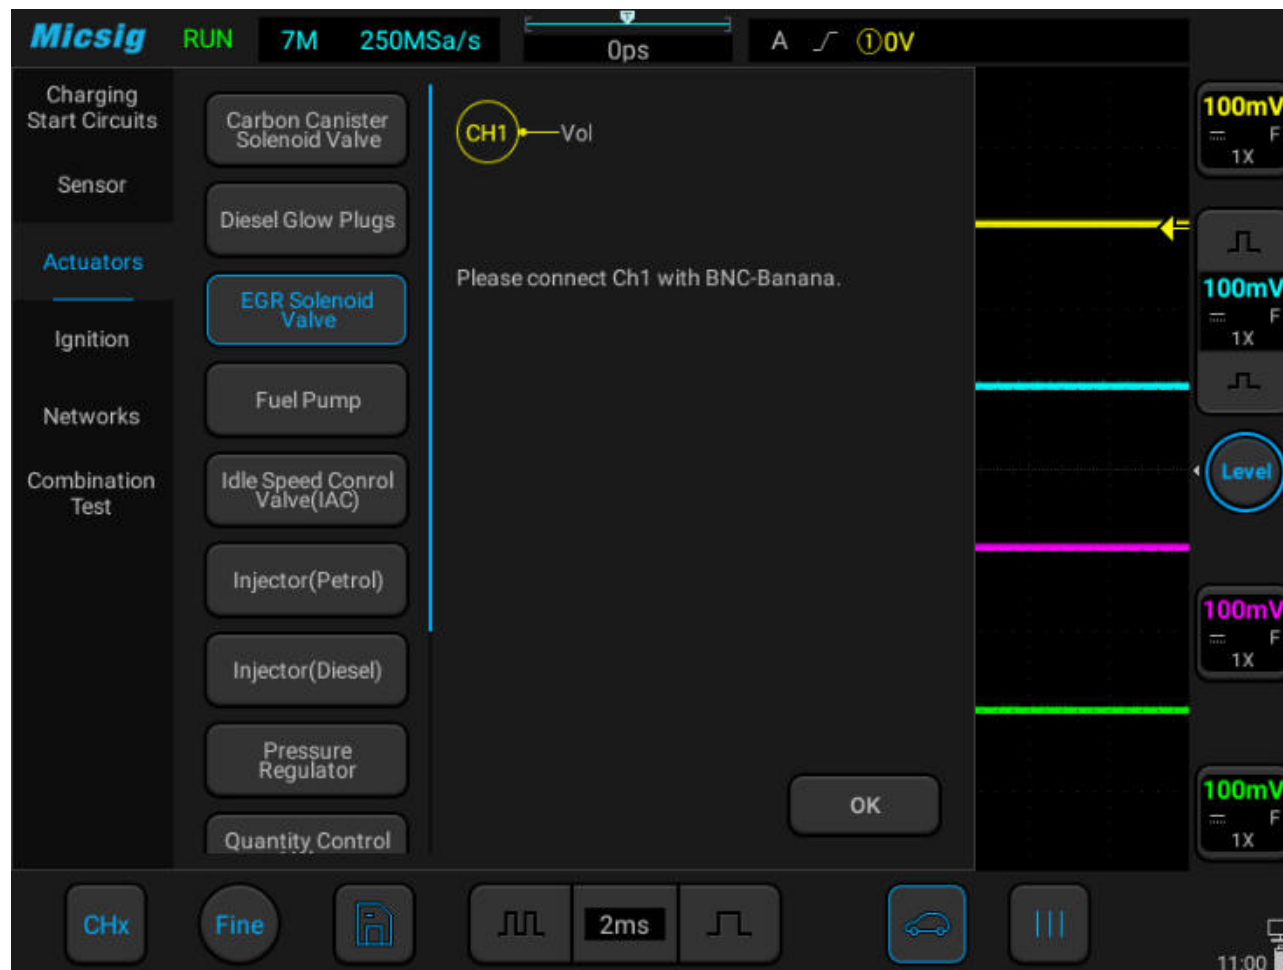 Micsig RUN 7M 250MSa/s 0ps A ①0V
T
Charging
Start Circuits
Sensor
Actuators
Ignition
Networks
Combination
Test
Carbon Canister
Solenoid Valve
Diesel Glow Plugs
EGR Solenoid
Valve
Fuel Pump
Idle Speed Conrol
Valve(IAC)
Injector(Petrol)
Injector(Diesel)
Pressure
Regulator
Quantity Control
CH1 Vol
Please connect Ch1 with BNC-Banana.
OK
100mV
F
1X
100mV
F
1X
Level
100mV
F
1X
100mV
F
1X
CHx Fine 2ms
11:00